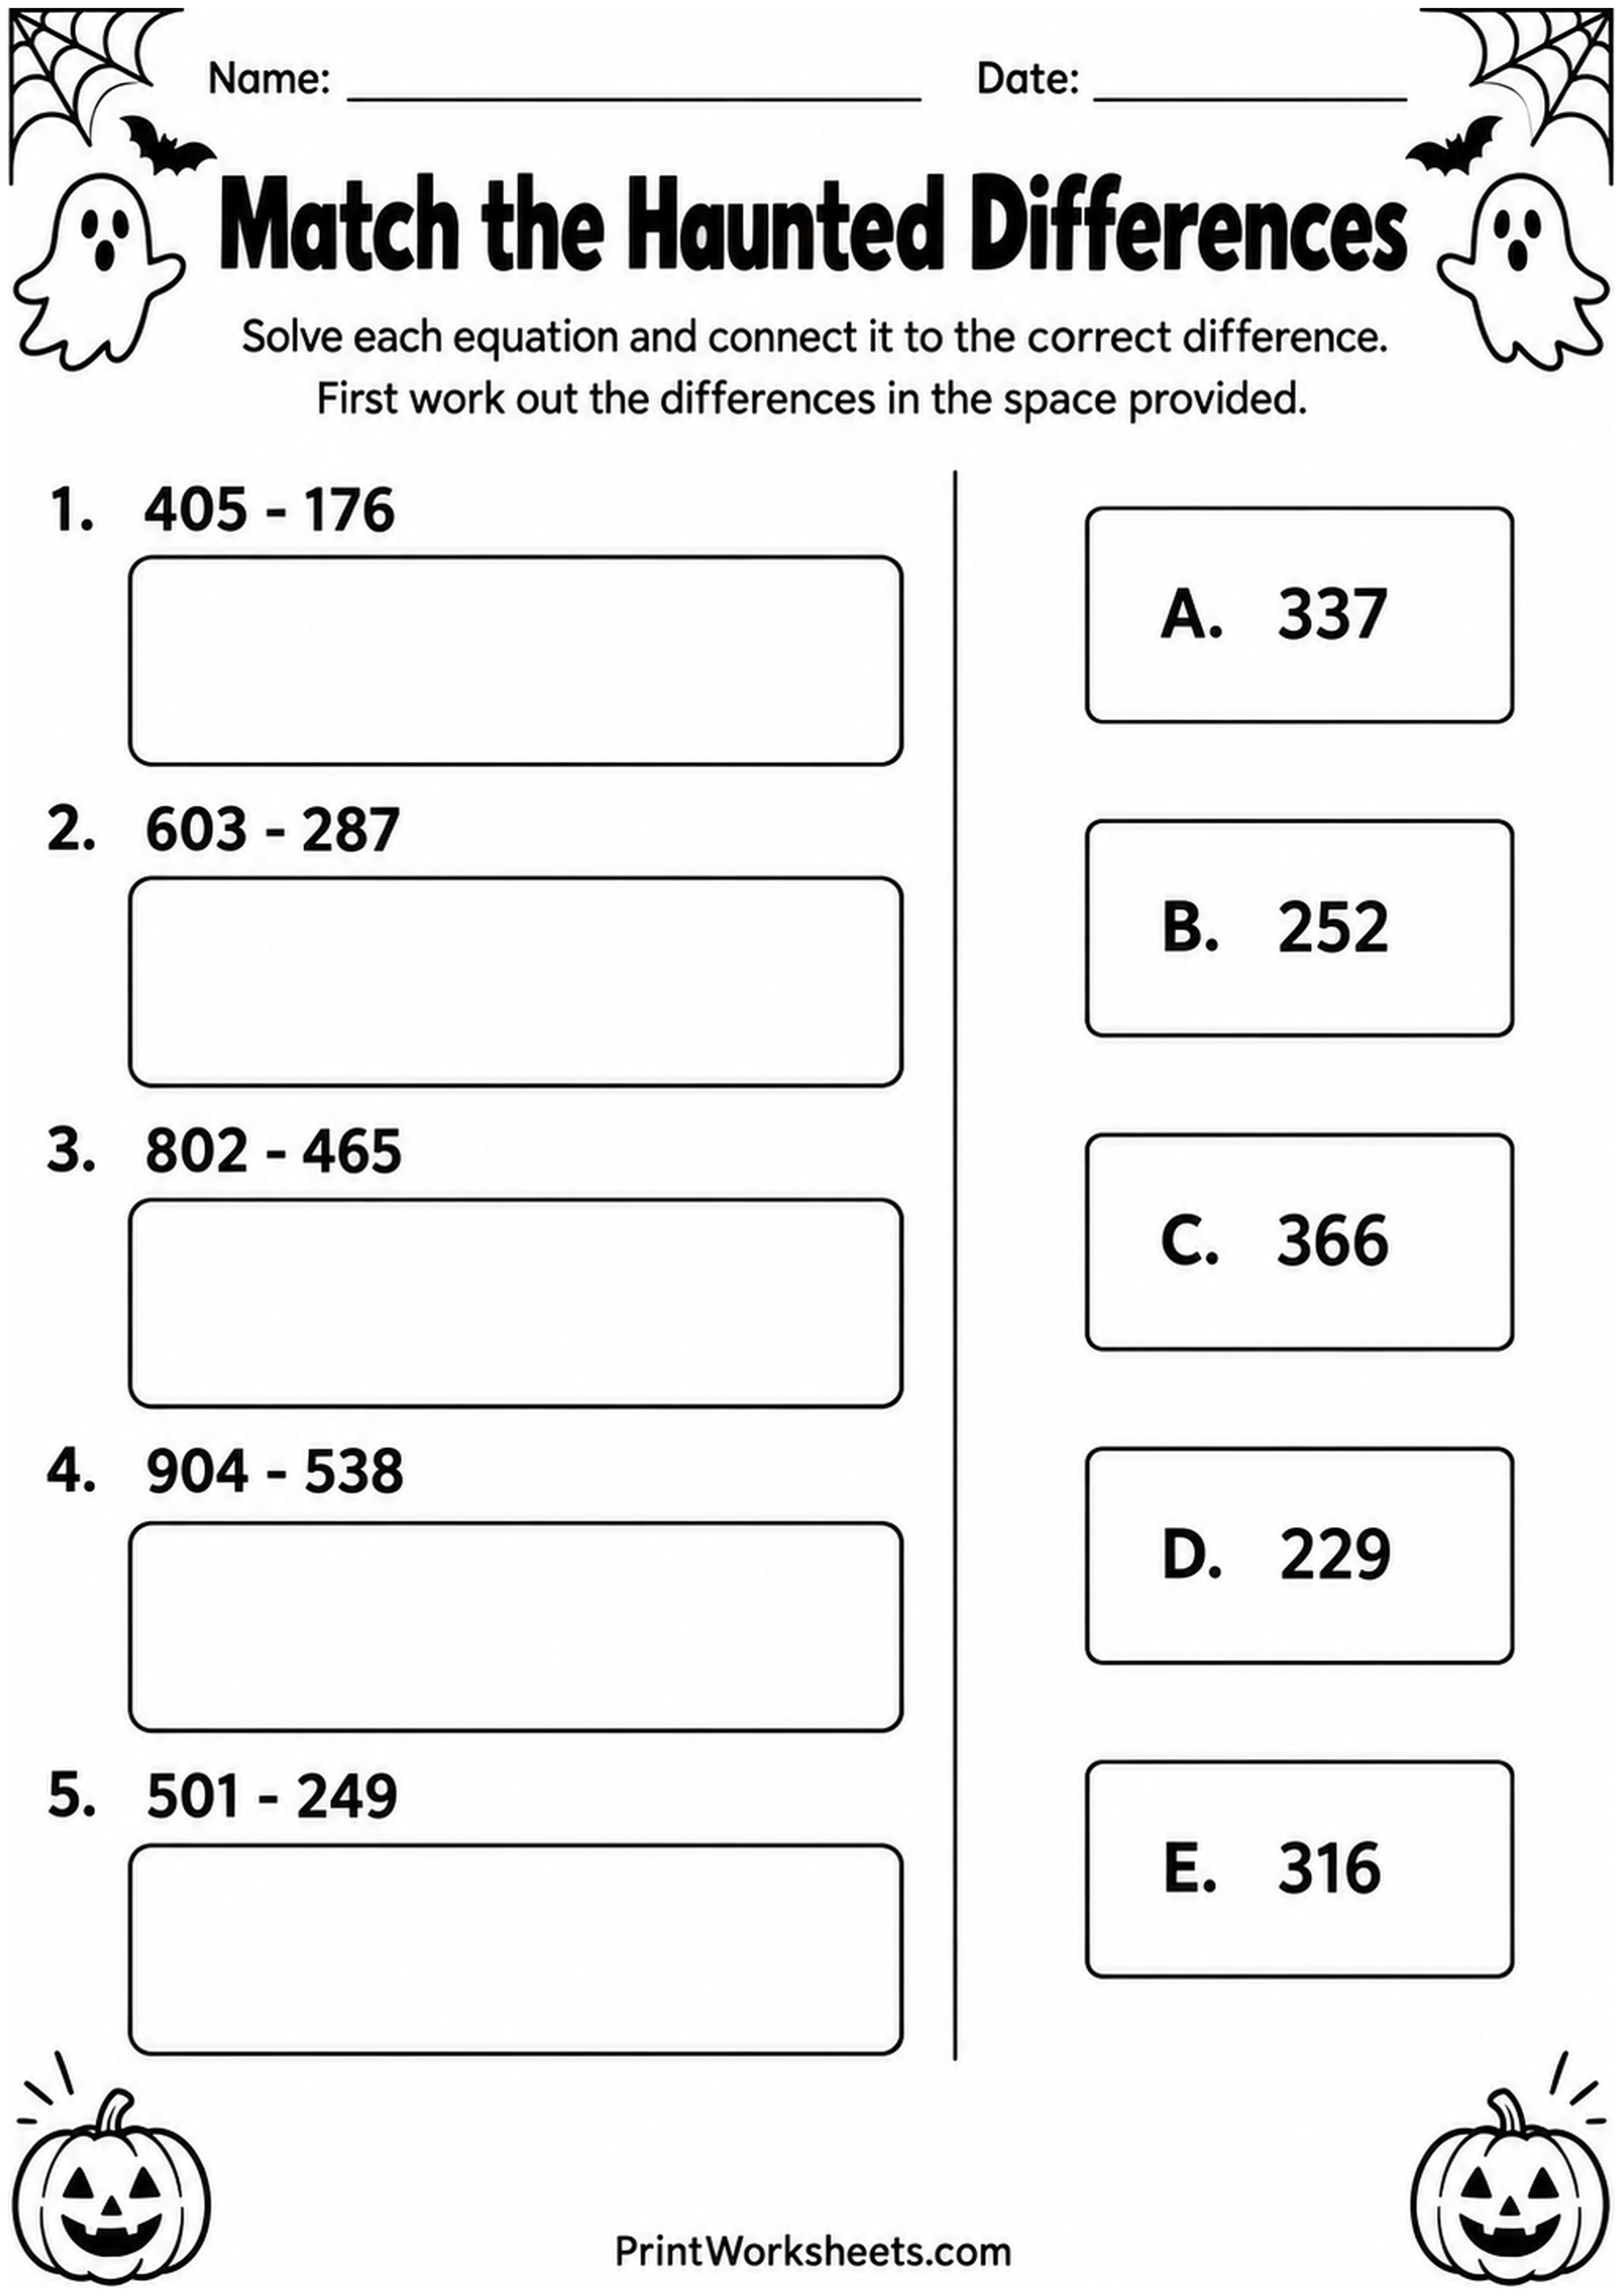 Name: Date:
Match the Haunted Differences
Solve each equation and connect it to the correct difference.
First work out the differences in the space provided.
1. 405 - 176
2. 603 - 287
3. 802 - 465
4. 904 - 538
5. 501 - 249
A. 337
B. 252
C. 366
D. 229
E. 316
PrintWorksheets.com